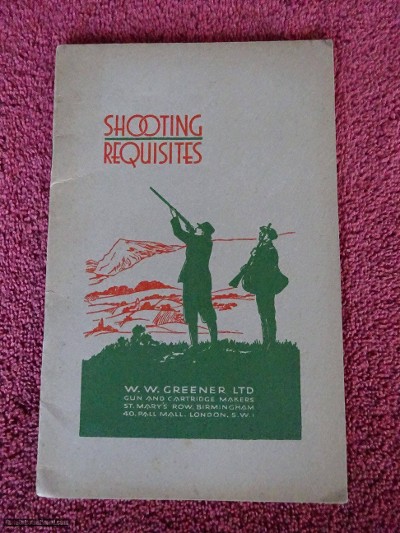 SHOOTING
REQUISITES
W. W. GREENER LTD
GUN AND CARTRIDGE MAKERS
ST. MARY'S ROW, BIRMINGHAM
40, PALL MALL. LONDON, S.W.1